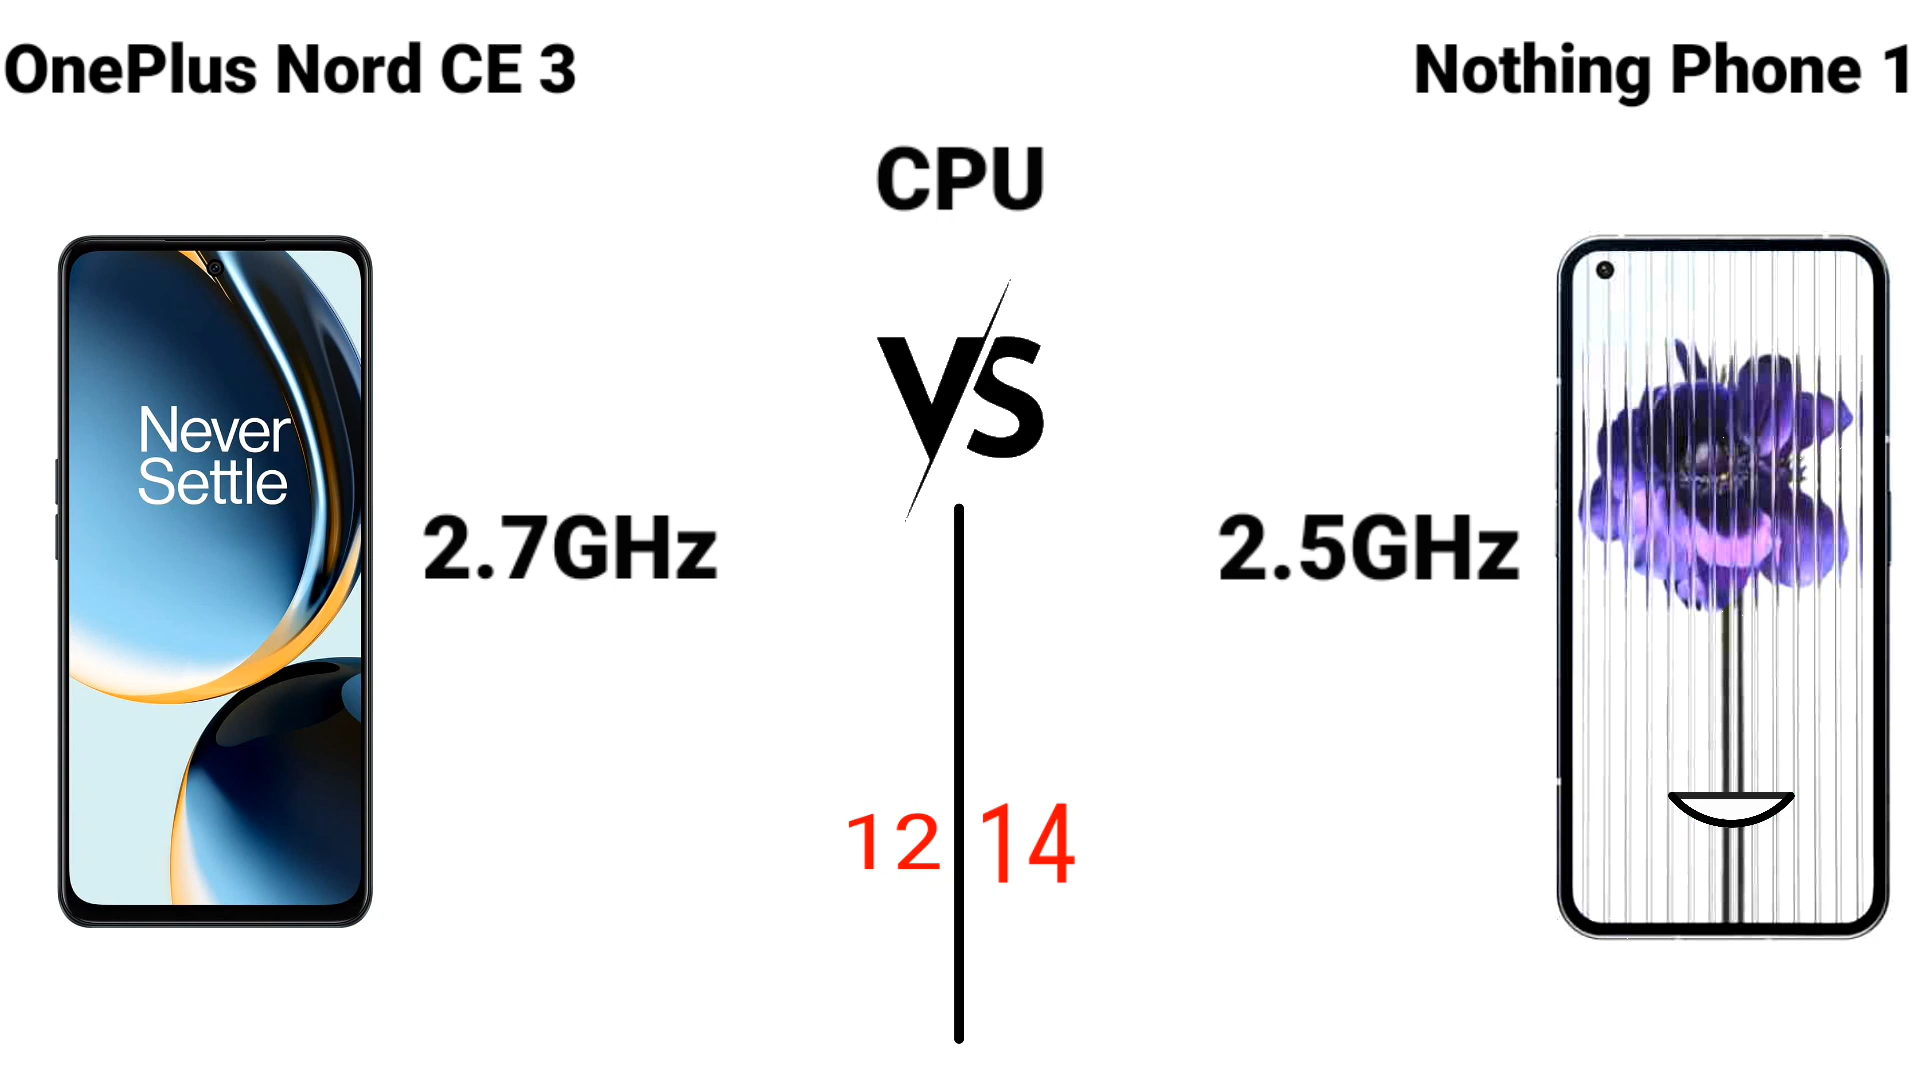 OnePlus Nord CE 3
Nothing Phone 1
CPU
VS
Never
Settle
2.7GHz
2.5GHz
12
14